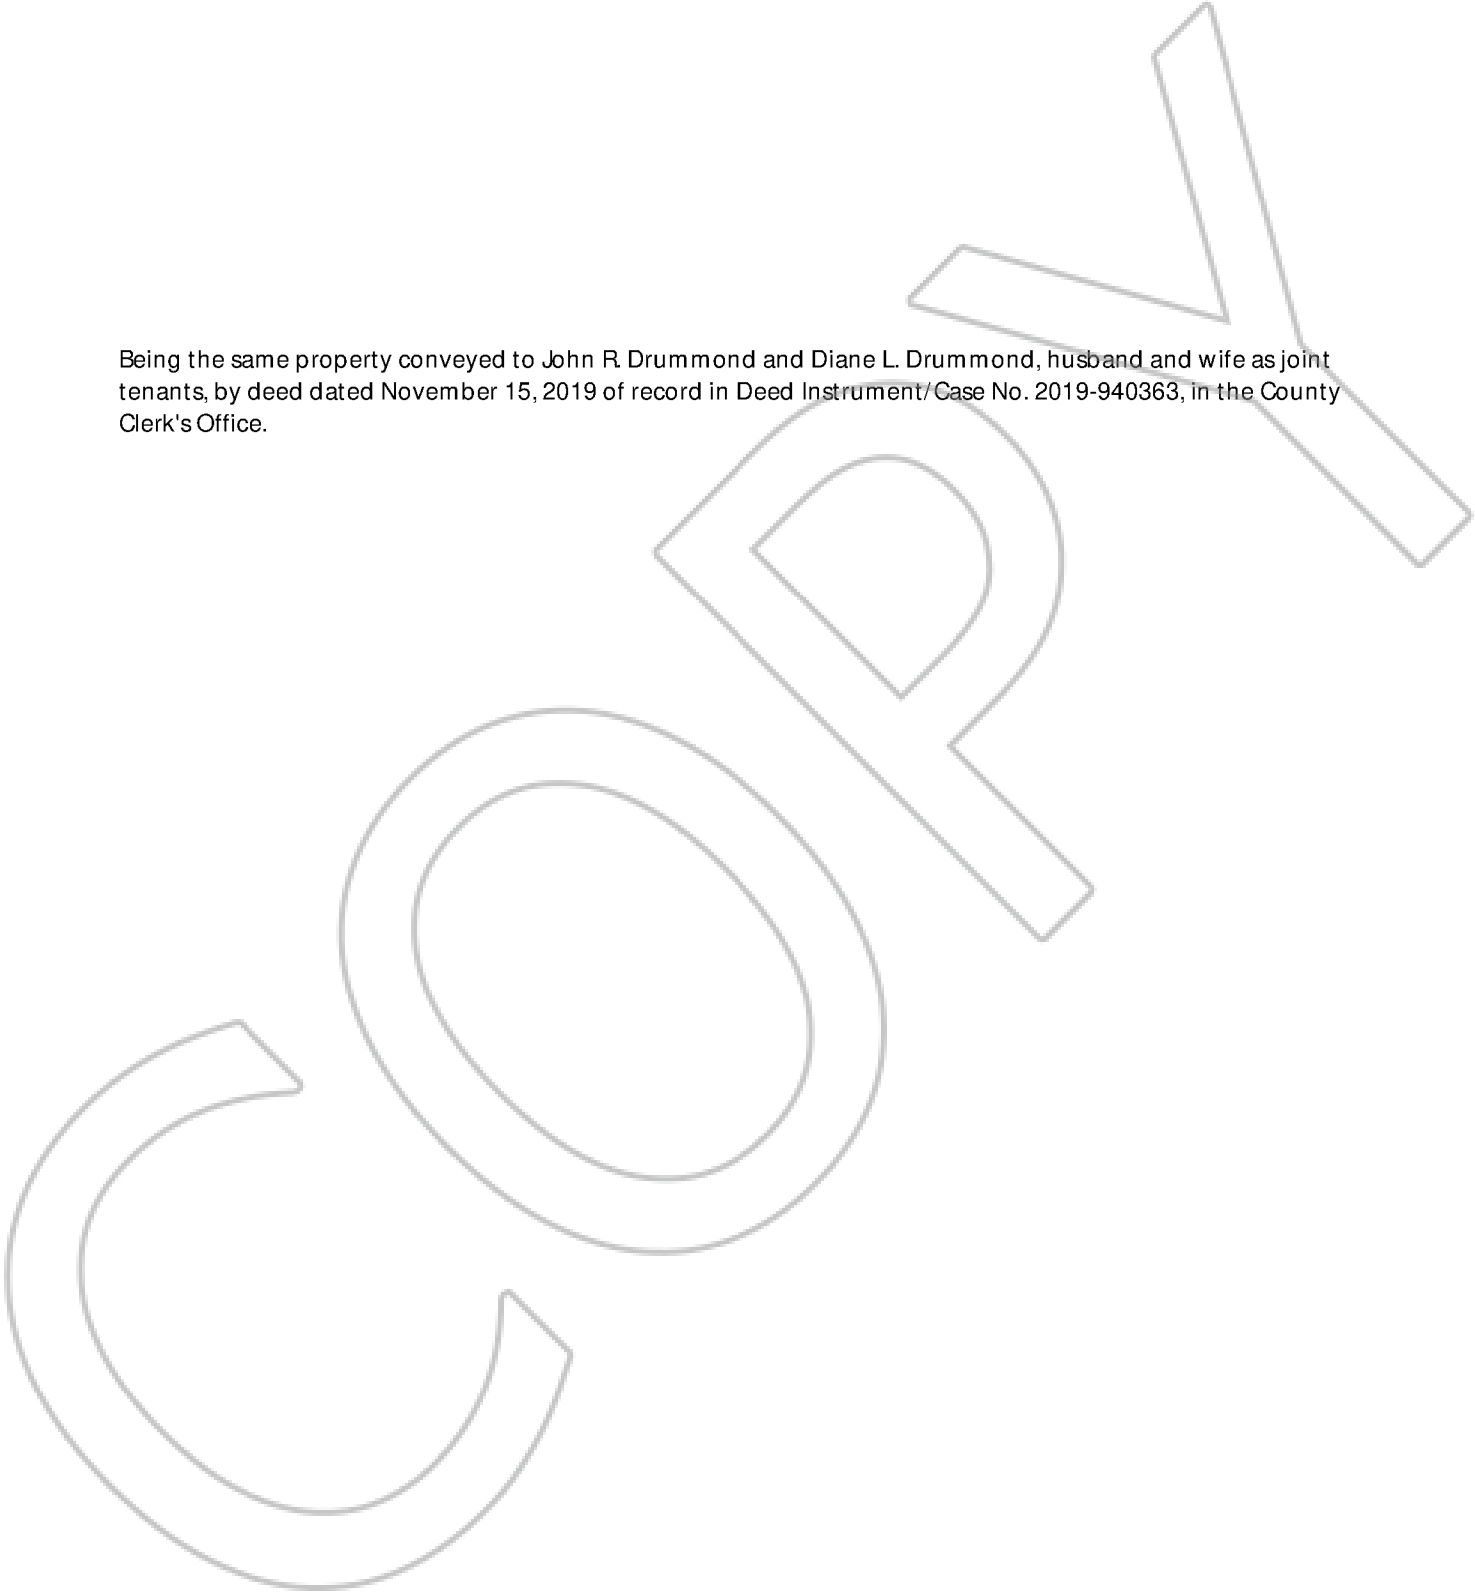 Being the same property conveyed to John R. Drummond and Diane L. Drummond, husband and wife as joint
tenants, by deed dated November 15, 2019 of record in Deed Instrument/Case No. 2019-940363, in the County
Clerk's Office.
COPY